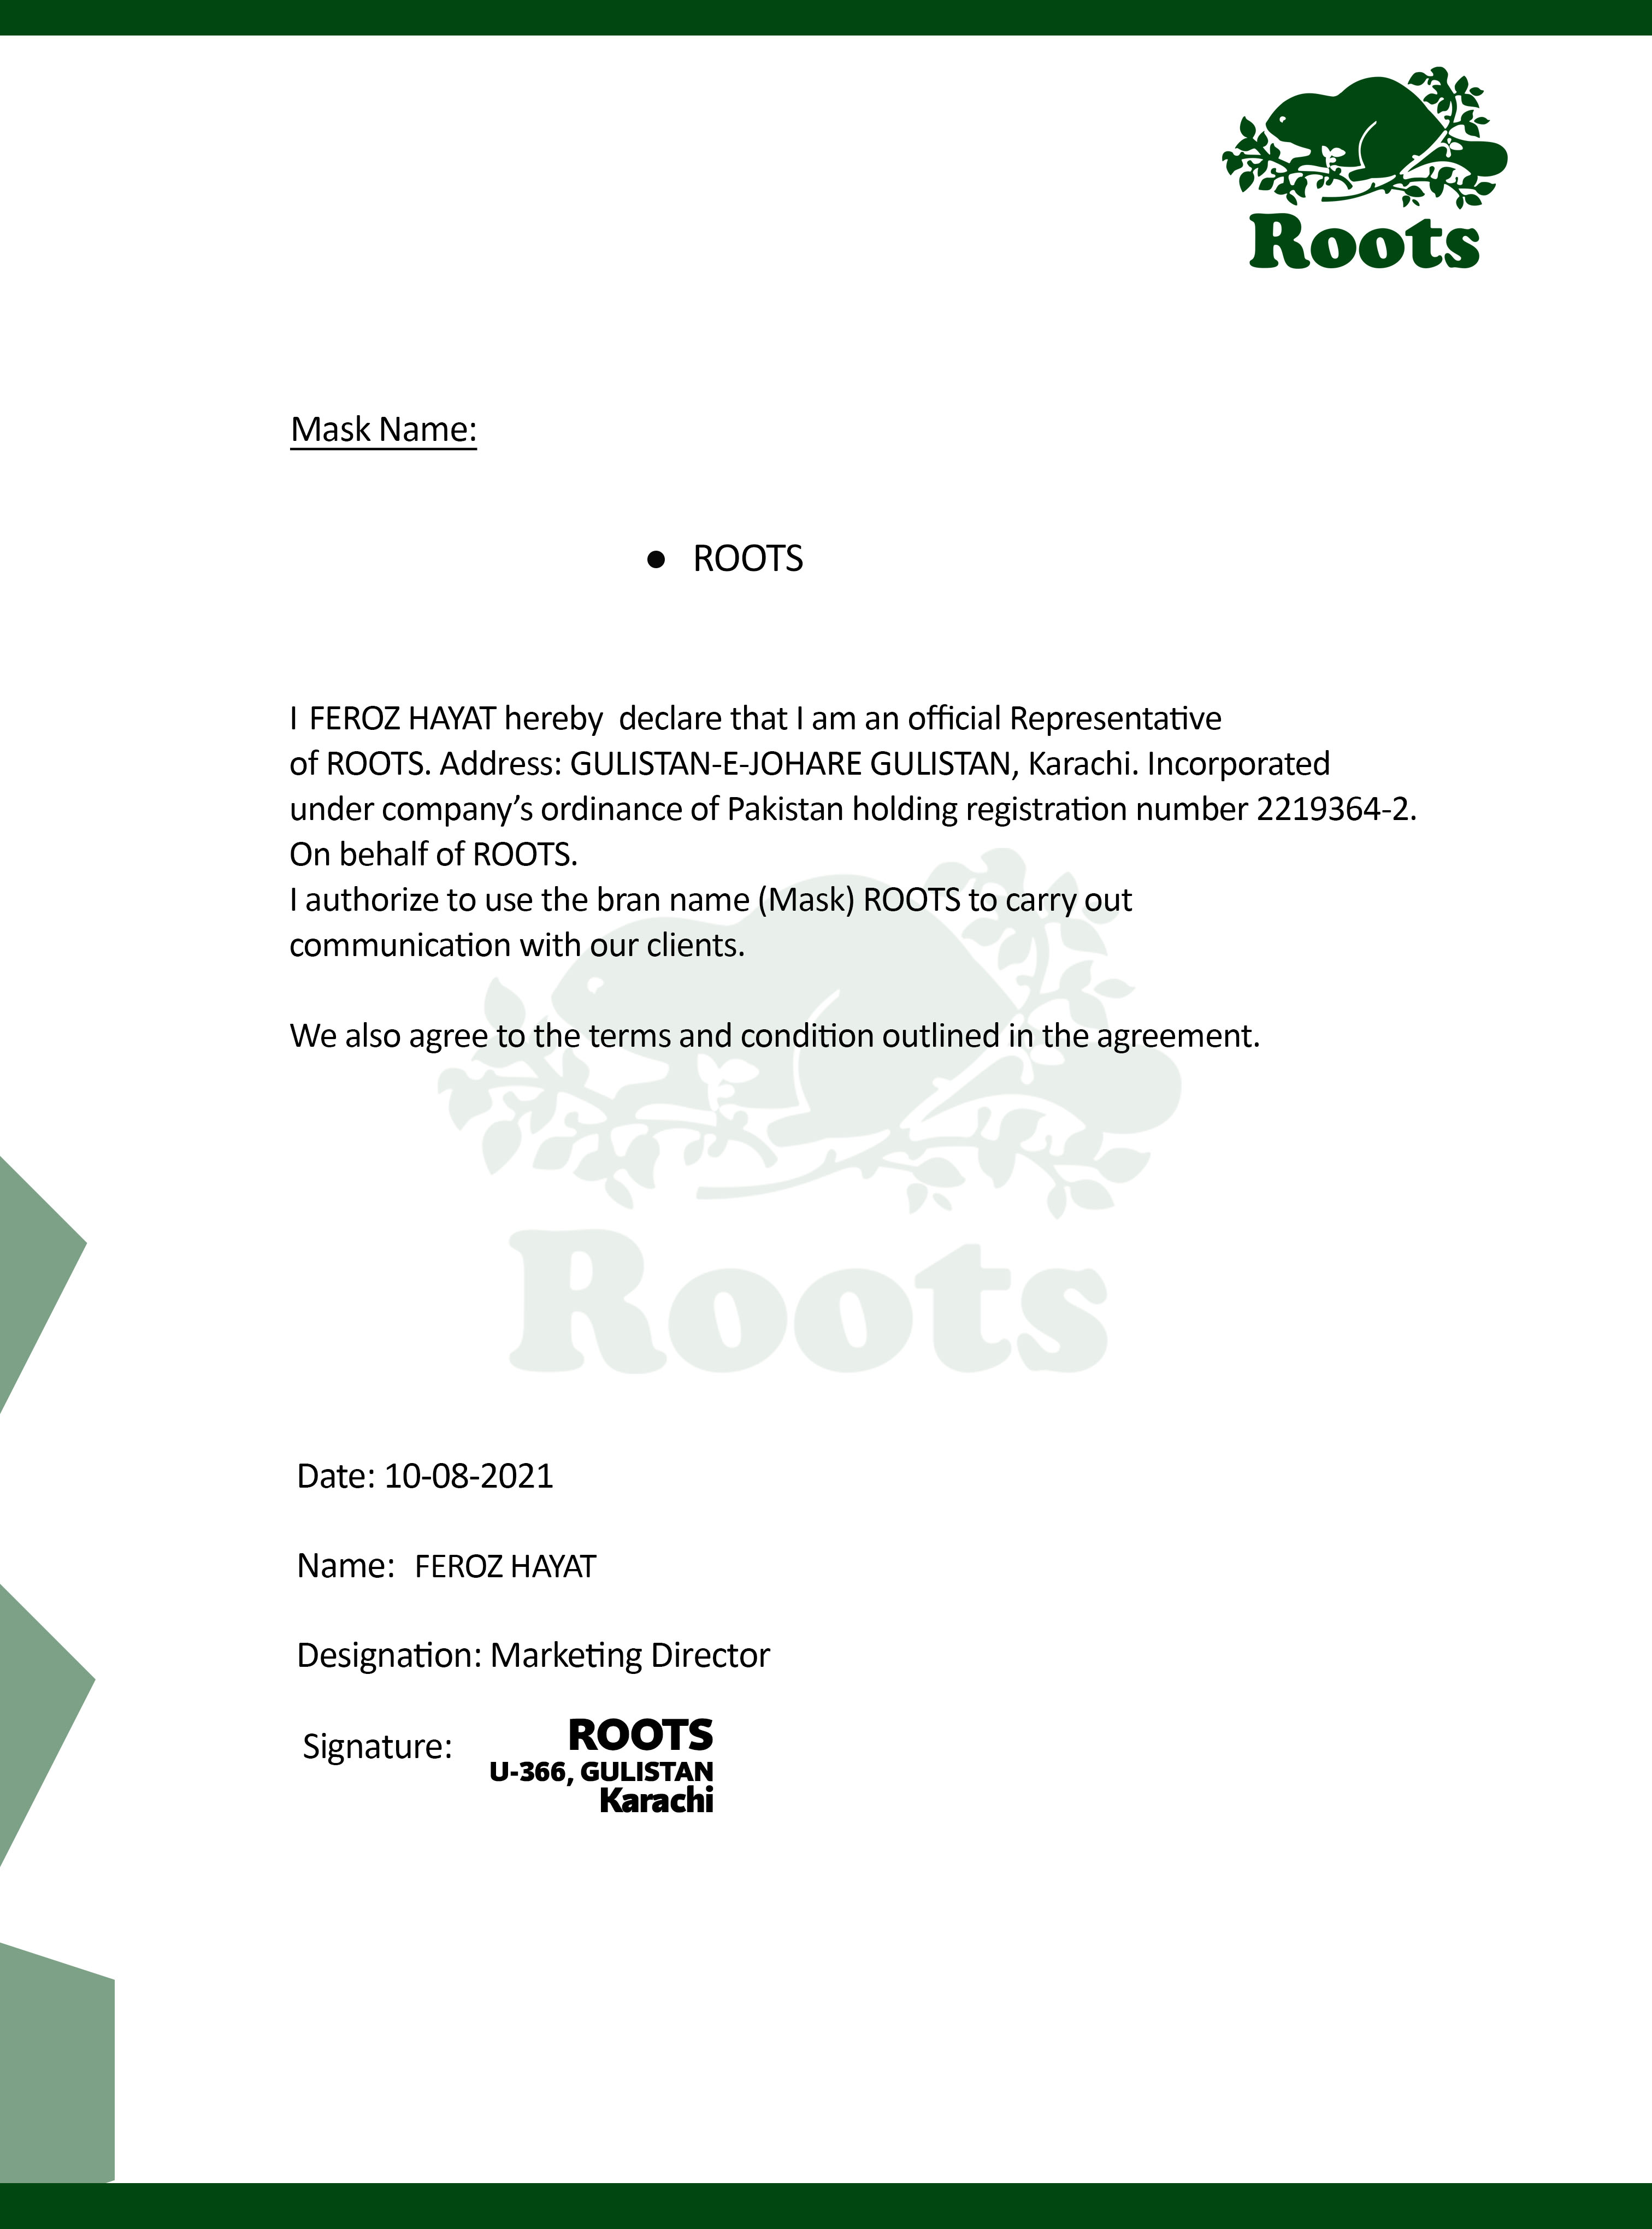 Roots
Mask Name:
● ROOTS
I FEROZ HAYAT hereby declare that I am an official Representative
of ROOTS. Address: GULISTAN-E-JOHARE GULISTAN, Karachi. Incorporated
under company’s ordinance of Pakistan holding registration number 2219364-2.
On behalf of ROOTS.
I authorize to use the bran name (Mask) ROOTS to carry out
communication with our clients.
We also agree to the terms and condition outlined in the agreement.
Roots
Date: 10-08-2021
Name: FEROZ HAYAT
Designation: Marketing Director
Signature:
ROOTS
U-366, GULISTAN
Karachi